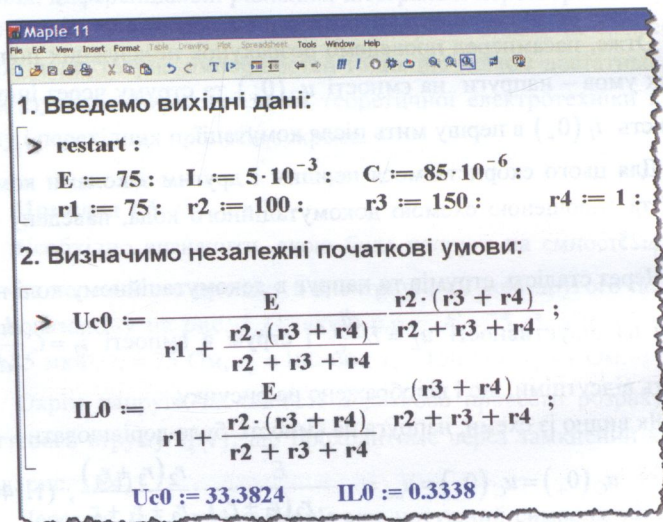 Maple 11
File Edit View Insert Format Table Drawing Plot Spreadsheet Tools Window Help
1. Введемо вихідні дані:
> restart :
E := 75 : L := 5·10^-3 : C := 85·10^-6 :
r1 := 75 : r2 := 100 : r3 := 150 : r4 := 1 :
2. Визначимо незалежні початкові умови:
> Uc0 := E / (r1 + r2·(r3 + r4) / (r2 + r3 + r4)) · r2·(r3 + r4) / (r2 + r3 + r4) ;
IL0 := E / (r1 + r2·(r3 + r4) / (r2 + r3 + r4)) · (r3 + r4) / (r2 + r3 + r4) ;
Uc0 := 33.3824 IL0 := 0.3338